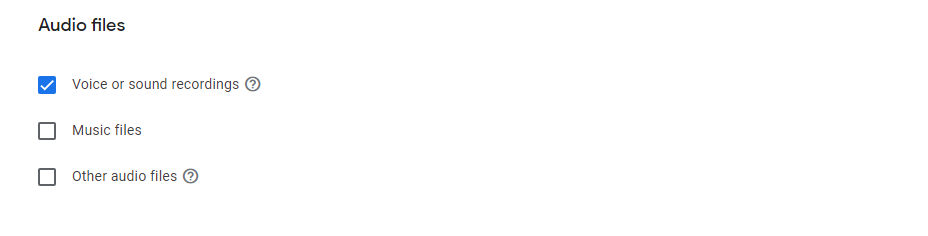 Audio files
Voice or sound recordings
Music files
Other audio files